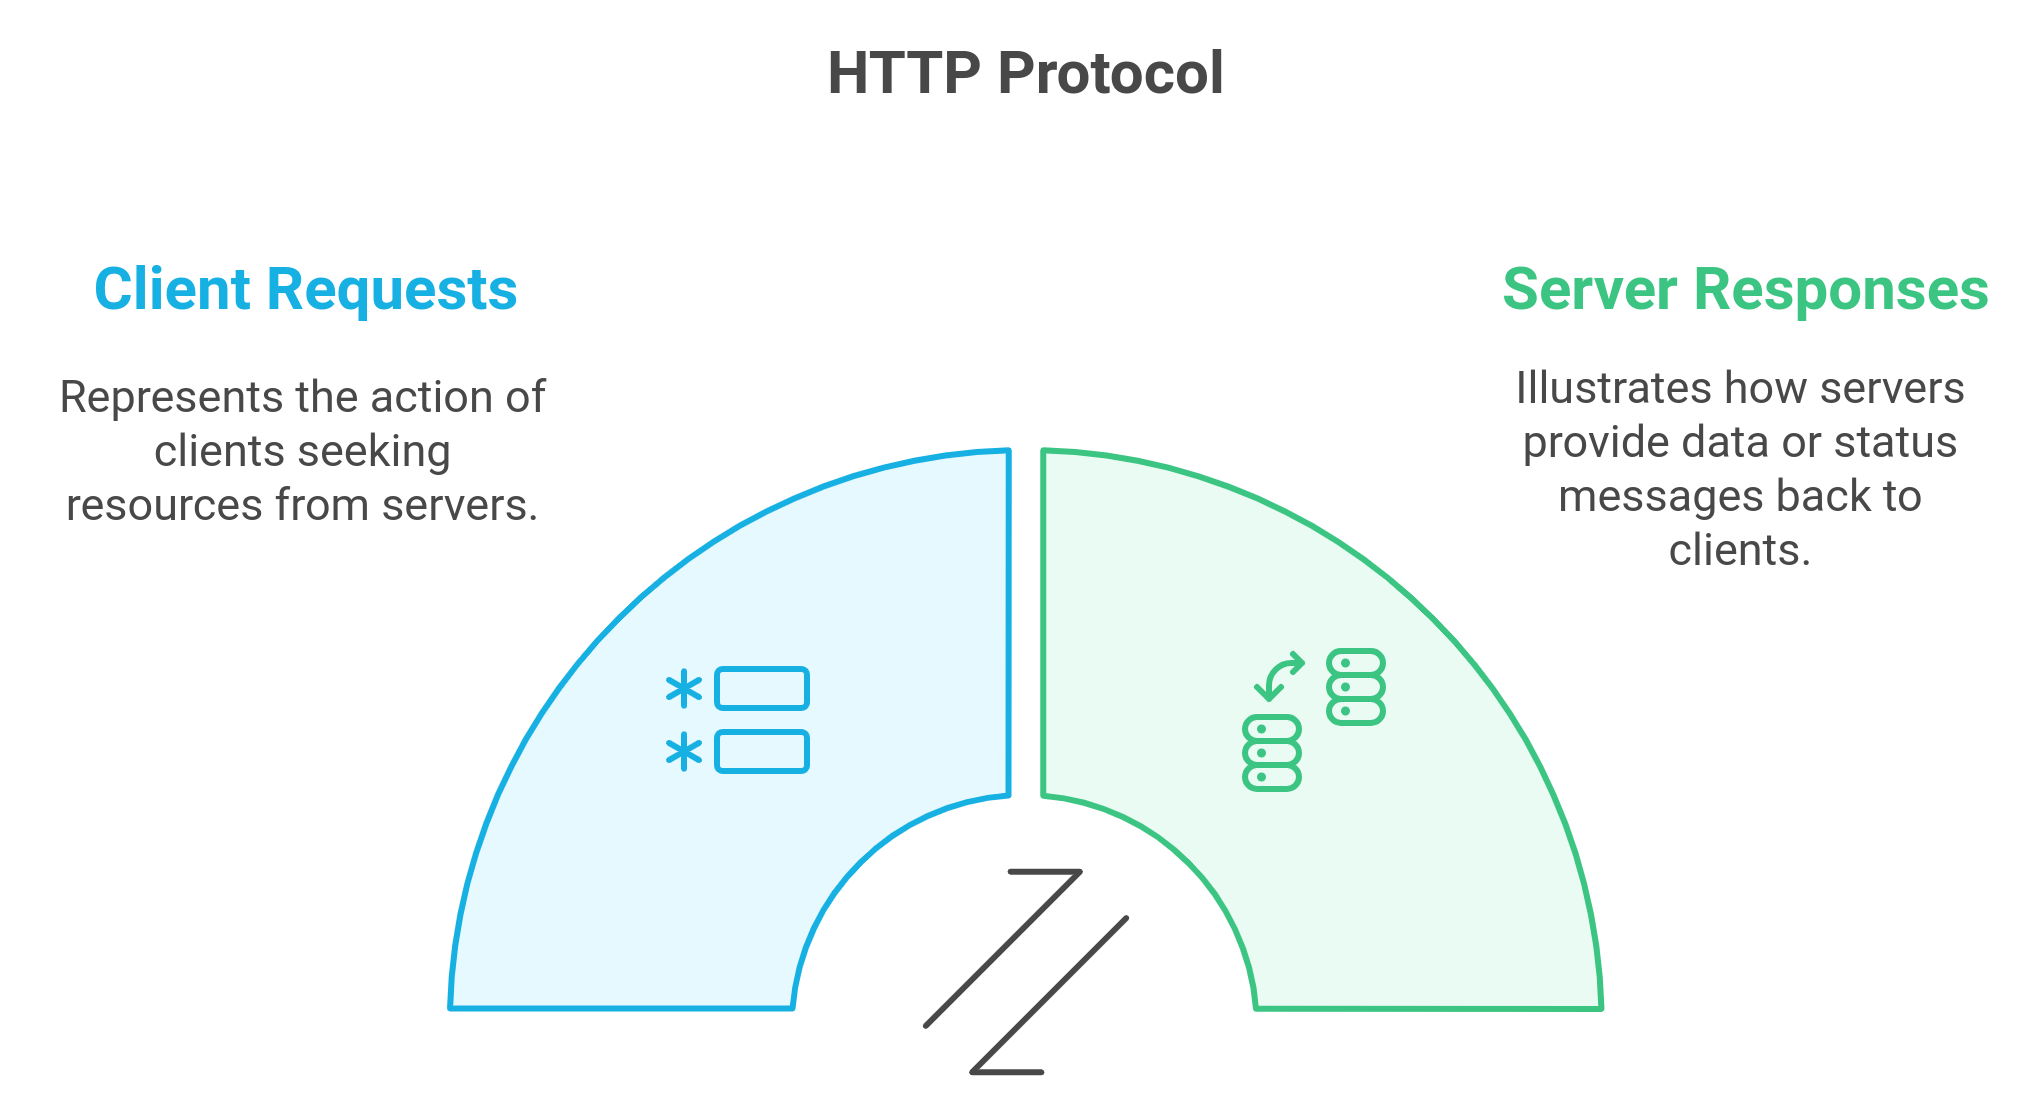 HTTP Protocol
Client Requests
Represents the action of
clients seeking
resources from servers.
Server Responses
Illustrates how servers
provide data or status
messages back to
clients.